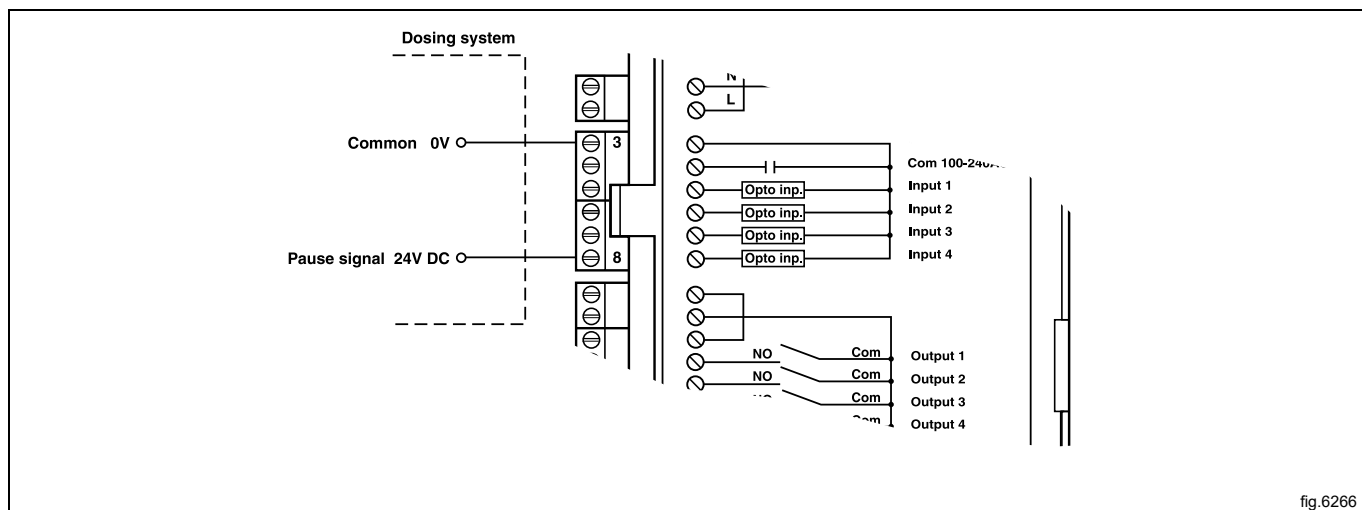 Dosing system
L
Common 0V
3
Com
Input 1
Opto inp.
Input 2
Opto inp.
Input 3
Opto inp.
Input 4
Opto inp.
Pause signal 24V DC
8
NO Com Output 1
NO Com Output 2
Com Output 3
Output 4
fig.6266